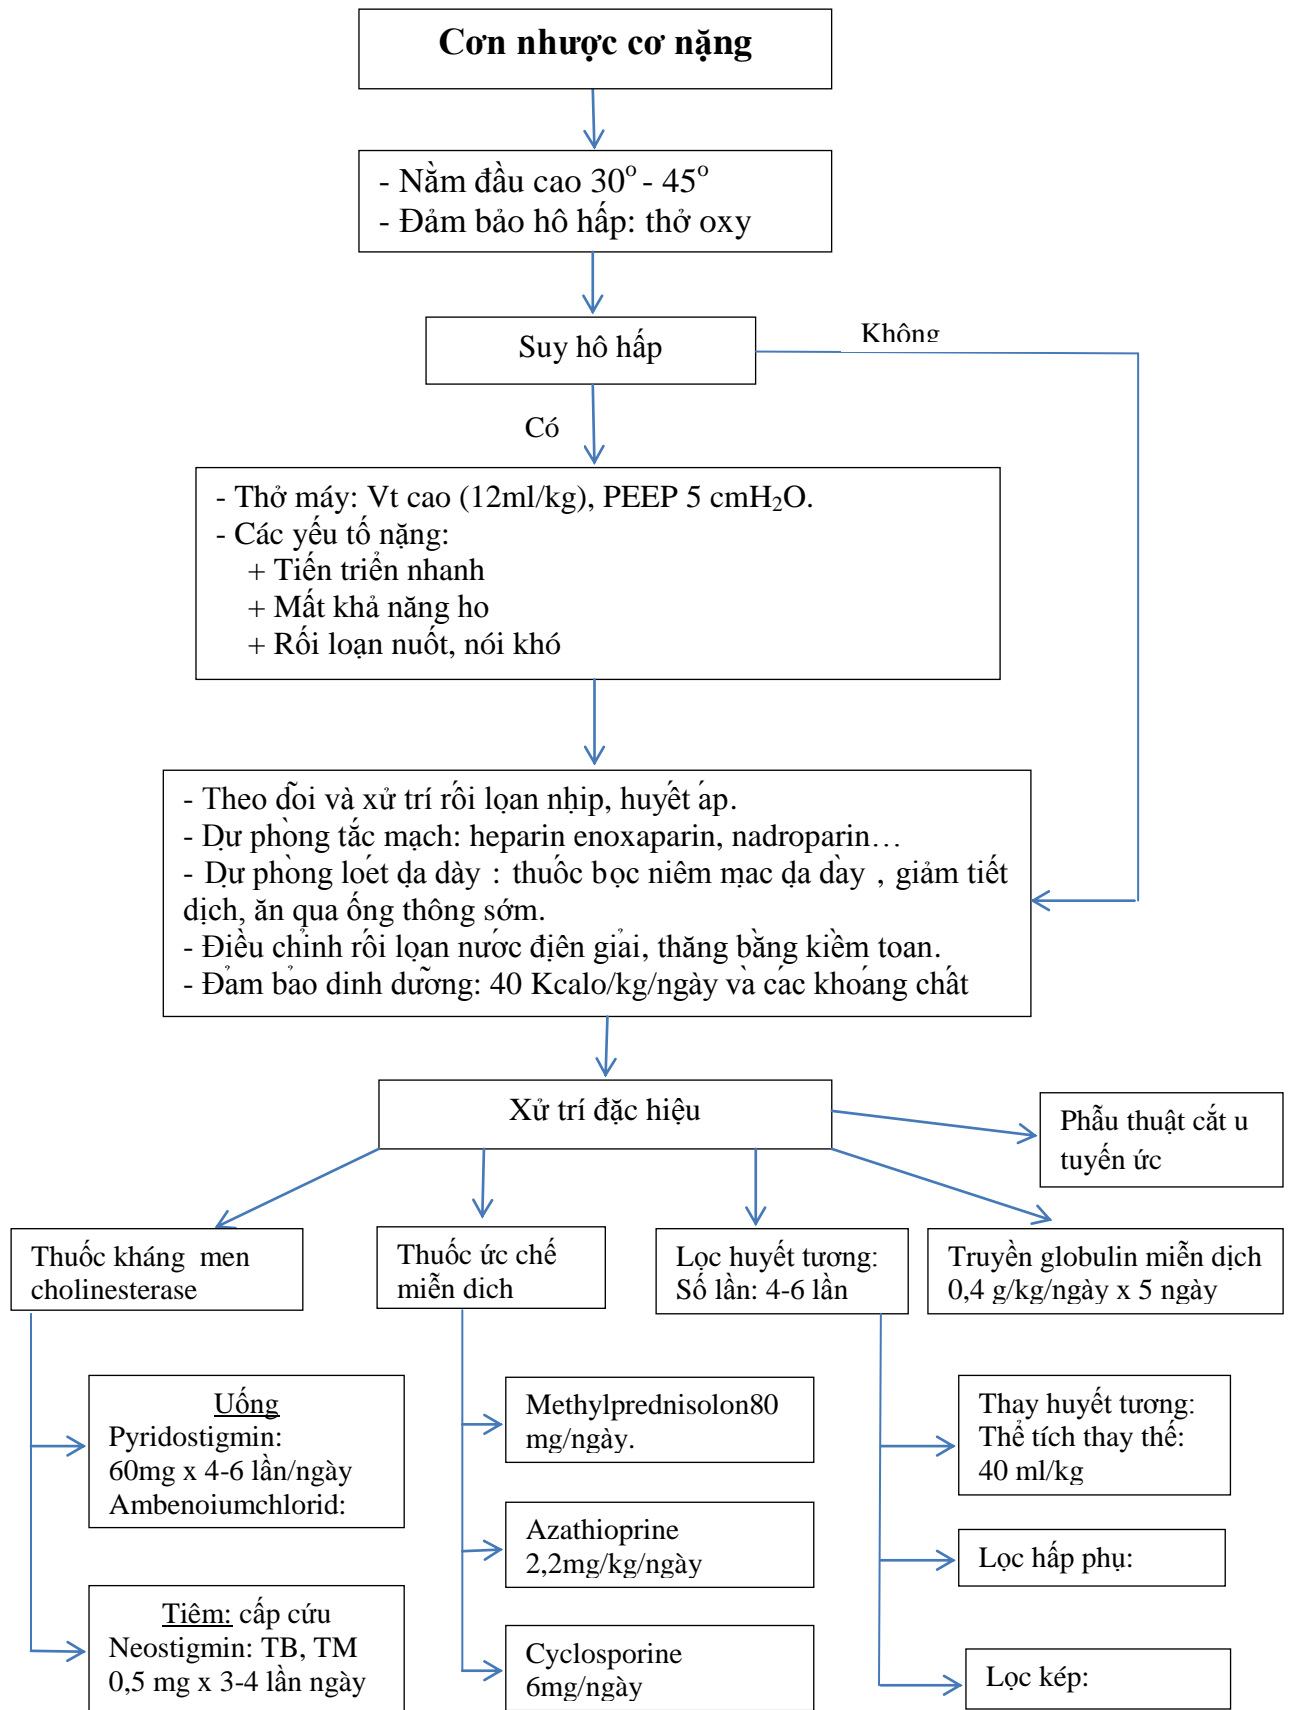 Cơn nhược cơ nặng
- Nằm đầu cao 30° - 45°
- Đảm bảo hô hấp: thở oxy
Suy hô hấp
Không
Có
- Thở máy: Vt cao (12ml/kg), PEEP 5 cmH₂O.
- Các yếu tố nặng:
+ Tiến triển nhanh
+ Mất khả năng ho
+ Rối loạn nuốt, nói khó
- Theo dõi và xử trí rối loạn nhịp, huyết áp.
- Dự phòng tắc mạch: heparin enoxaparin, nadroparin…
- Dự phòng loét dạ dày : thuốc bọc niêm mạc dạ dày , giảm tiết
dịch, ăn qua ống thông sớm.
- Điều chỉnh rối loạn nước điện giải, thăng bằng kiềm toan.
- Đảm bảo dinh dưỡng: 40 Kcalo/kg/ngày và các khoáng chất
Xử trí đặc hiệu
Phẫu thuật cắt u
tuyến ức
Thuốc kháng men
cholinesterase
Thuốc ức chế
miễn dich
Lọc huyết tương:
Số lần: 4-6 lần
Truyền globulin miễn dịch
0,4 g/kg/ngày x 5 ngày
Uống
Pyridostigmin:
60mg x 4-6 lần/ngày
Ambenoiumchlorid:
Methylprednisolon80
mg/ngày.
Thay huyết tương:
Thể tích thay thế:
40 ml/kg
Azathioprine
2,2mg/kg/ngày
Lọc hấp phụ:
Tiêm: cấp cứu
Neostigmin: TB, TM
0,5 mg x 3-4 lần ngày
Cyclosporine
6mg/ngày
Lọc kép: